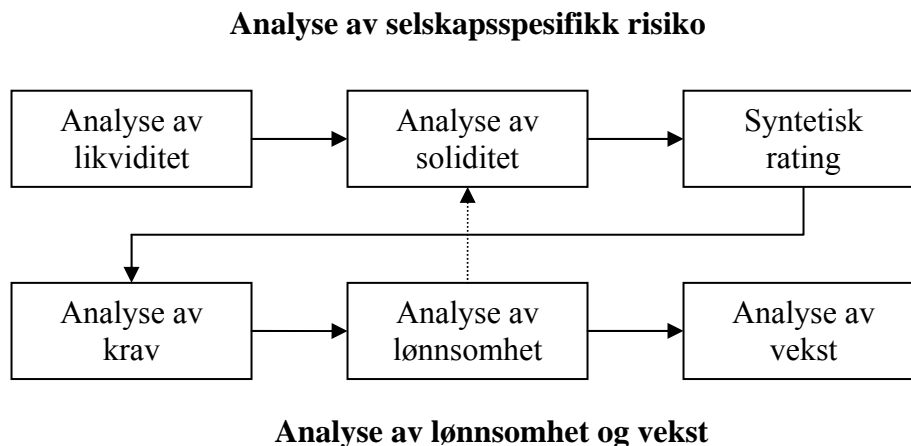 Analyse av selskapsspesifikk risiko
Analyse av
likviditet
Analyse av
soliditet
Syntetisk
rating
Analyse av
krav
Analyse av
lønnsomhet
Analyse av
vekst
Analyse av lønnsomhet og vekst